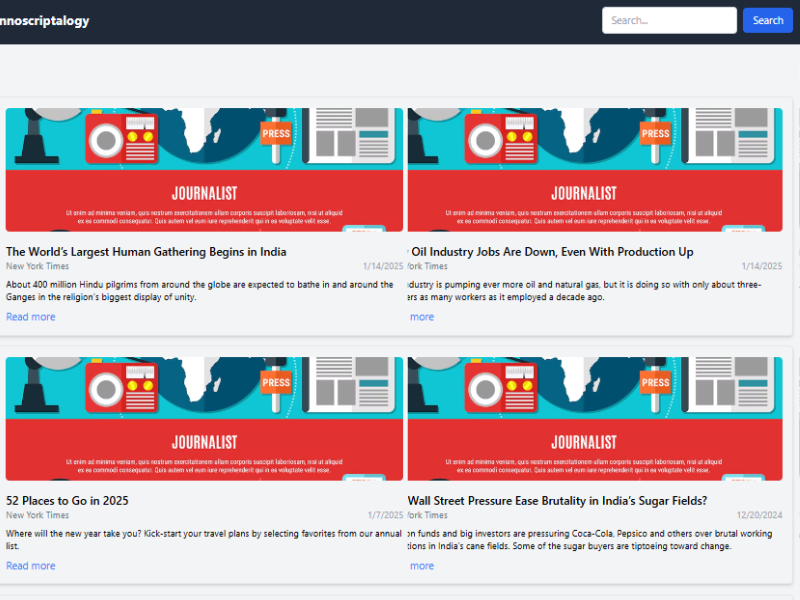 nnoscriptalogy
Search...
Search
PRESS
JOURNALIST
Ut enim ad minima veniam, quis nostrum exercitationem ullam corporis suscipit laboriosam, nisi ut aliquid
ex ea commodi consequatur. Quis autem vel eum iure reprehenderit qui in ea voluptate velit esse.
The World's Largest Human Gathering Begins in India
New York Times
1/14/2025
About 400 million Hindu pilgrims from around the globe are expected to bathe in and around the
Ganges in the religion's biggest display of unity.
Read more
PRESS
JOURNALIST
Ut enim ad minima veniam, quis nostrum exercitationem ullam corporis suscipit laboriosam, nisi ut aliquid
ex ea commodi consequatur. Quis autem vel eum iure reprehenderit qui in ea voluptate velit esse.
Oil Industry Jobs Are Down, Even With Production Up
York Times
1/14/2025
dustry is pumping ever more oil and natural gas, but it is doing so with only about three-
ers as many workers as it employed a decade ago.
more
PRESS
JOURNALIST
Ut enim ad minima veniam, quis nostrum exercitationem ullam corporis suscipit laboriosam, nisi ut aliquid
ex ea commodi consequatur. Quis autem vel eum iure reprehenderit qui in ea voluptate velit esse.
52 Places to Go in 2025
New York Times
1/7/2025
Where will the new year take you? Kick-start your travel plans by selecting favorites from our annual
list.
Read more
PRESS
JOURNALIST
Ut enim ad minima veniam, quis nostrum exercitationem ullam corporis suscipit laboriosam, nisi ut aliquid
ex ea commodi consequatur. Quis autem vel eum iure reprehenderit qui in ea voluptate velit esse.
Wall Street Pressure Ease Brutality in India's Sugar Fields?
York Times
12/20/2024
on funds and big investors are pressuring Coca-Cola, Pepsico and others over brutal working
tions in India's cane fields. Some of the sugar buyers are tiptoeing toward change.
more